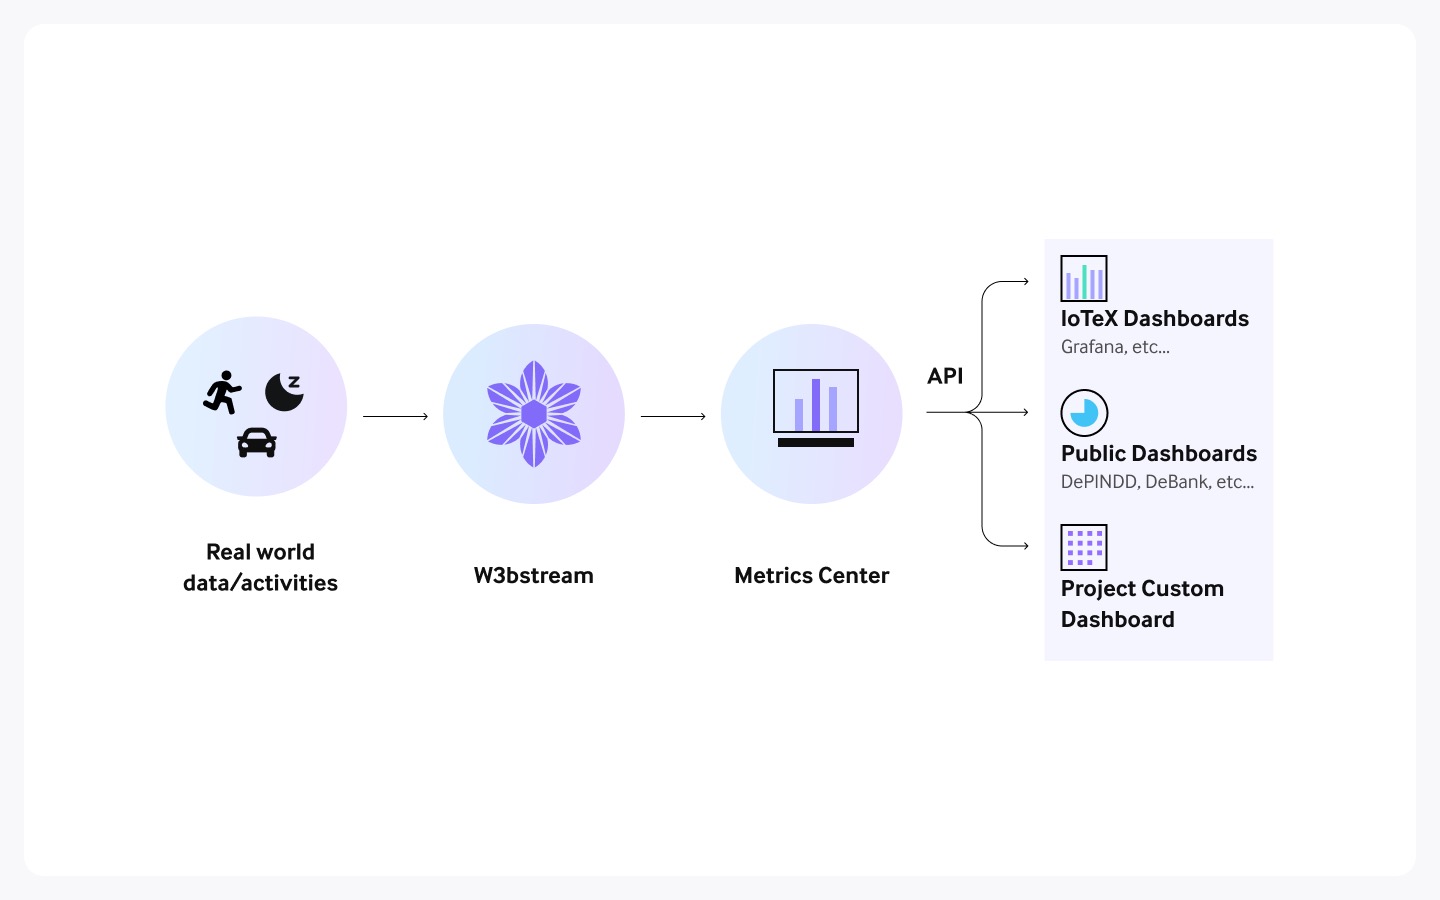 Real world
data/activities
W3bstream
Metrics Center
API
IoTeX Dashboards
Grafana, etc...
Public Dashboards
DePINDD, DeBank, etc...
Project Custom
Dashboard